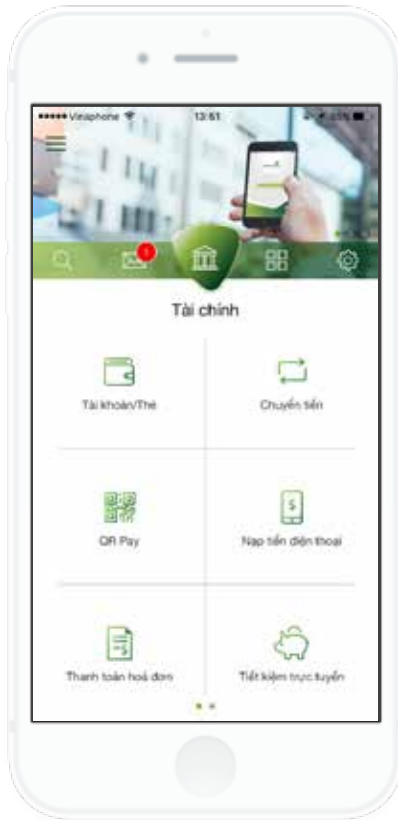 Vinaphone 13:51
Tài chính
Tài khoản/Thẻ
Chuyển tiền
QR Pay
Nạp tiền điện thoại
Thanh toán hoá đơn
Tiết kiệm trực tuyến